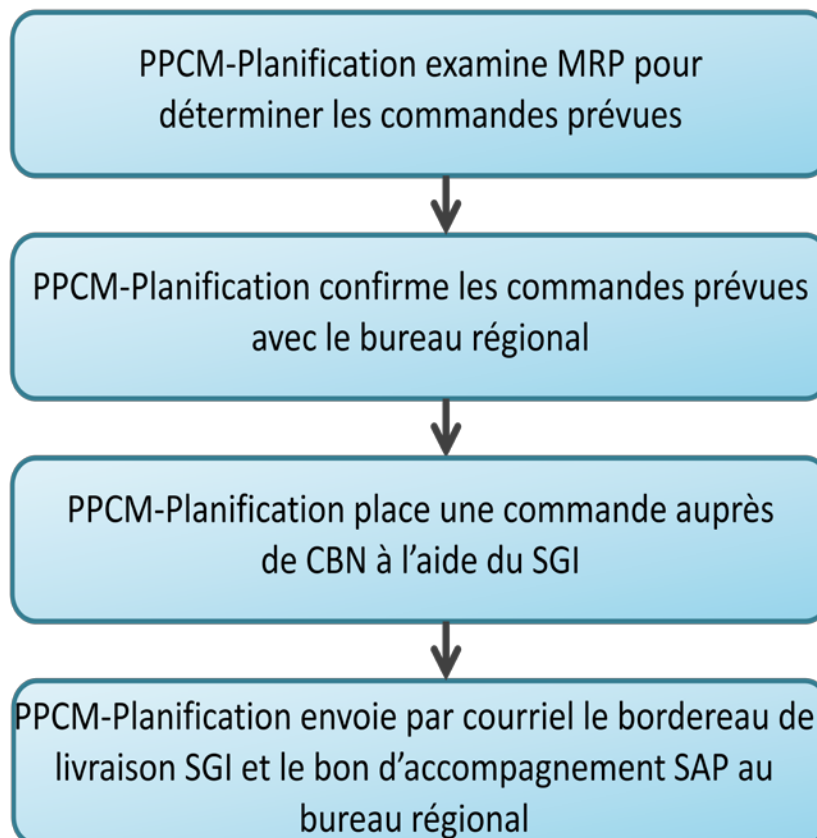 PPCM-Planification examine MRP pour
déterminer les commandes prévues
PPCM-Planification confirme les commandes prévues
avec le bureau régional
PPCM-Planification place une commande auprès
de CBN à l’aide du SGI
PPCM-Planification envoie par courriel le bordereau de
livraison SGI et le bon d’accompagnement SAP au
bureau régional